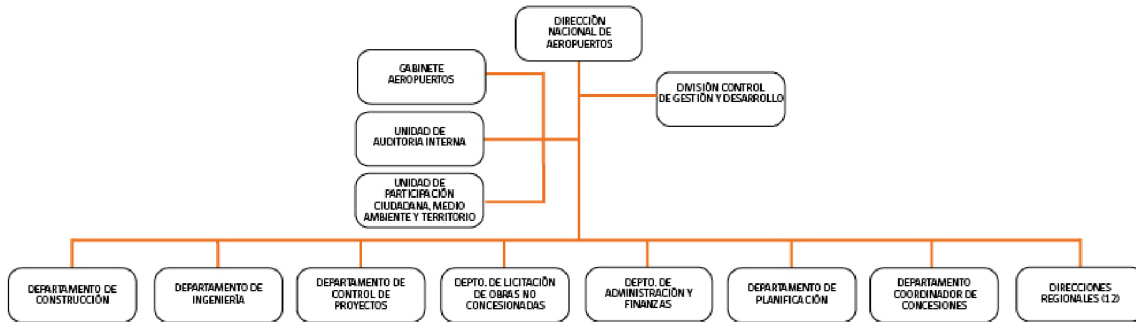 DIRECCIÓN
NACIONAL DE
AEROPUERTOS
GABINETE
AEROPUERTOS
DIVISIÓN CONTROL
DE GESTIÓN Y DESARROLLO
UNIDAD DE
AUDITORIA INTERNA
UNIDAD DE
PARTICIPACIÓN
CIUDADANA, MEDIO
AMBIENTE Y TERRITORIO
DEPARTAMENTO DE
CONSTRUCCIÓN
DEPARTAMENTO DE
INGENIERÍA
DEPARTAMENTO DE
CONTROL DE
PROYECTOS
DEPTO. DE LICITACIÓN
DE OBRAS NO
CONCESIONADAS
DEPTO. DE
ADMINISTRACIÓN Y
FINANZAS
DEPARTAMENTO DE
PLANIFICACIÓN
DEPARTAMENTO
COORDINADOR DE
CONCESIONES
DIRECCIONES
REGIONALES (12)